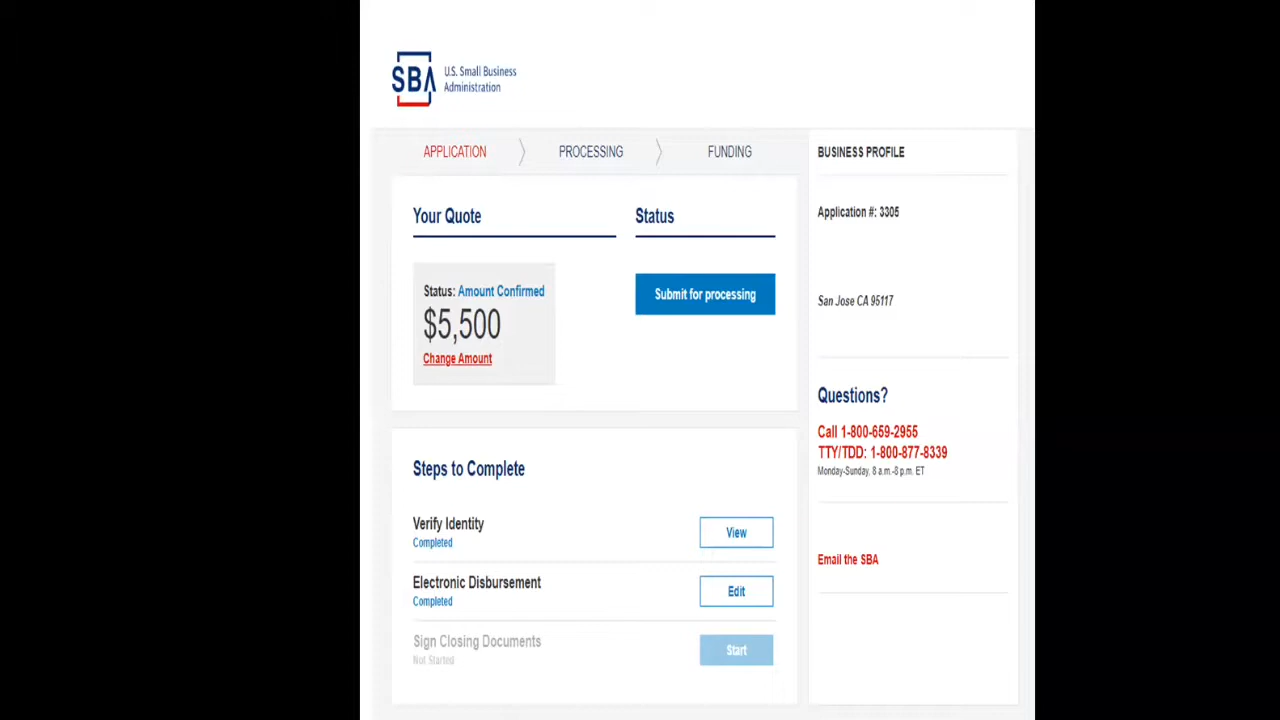 SBA
U.S. Small Business
Administration
APPLICATION
PROCESSING
FUNDING
Your Quote
Status
Status: Amount Confirmed
$5,500
Change Amount
Submit for processing
Steps to Complete
Verify Identity
Completed
View
Electronic Disbursement
Completed
Edit
Sign Closing Documents
Not Started
Start
BUSINESS PROFILE
Application #: 3305
San Jose CA 95117
Questions?
Call 1-800-659-2955
TTY/TDD: 1-800-877-8339
Monday-Sunday, 8 a.m.-8 p.m. ET
Email the SBA